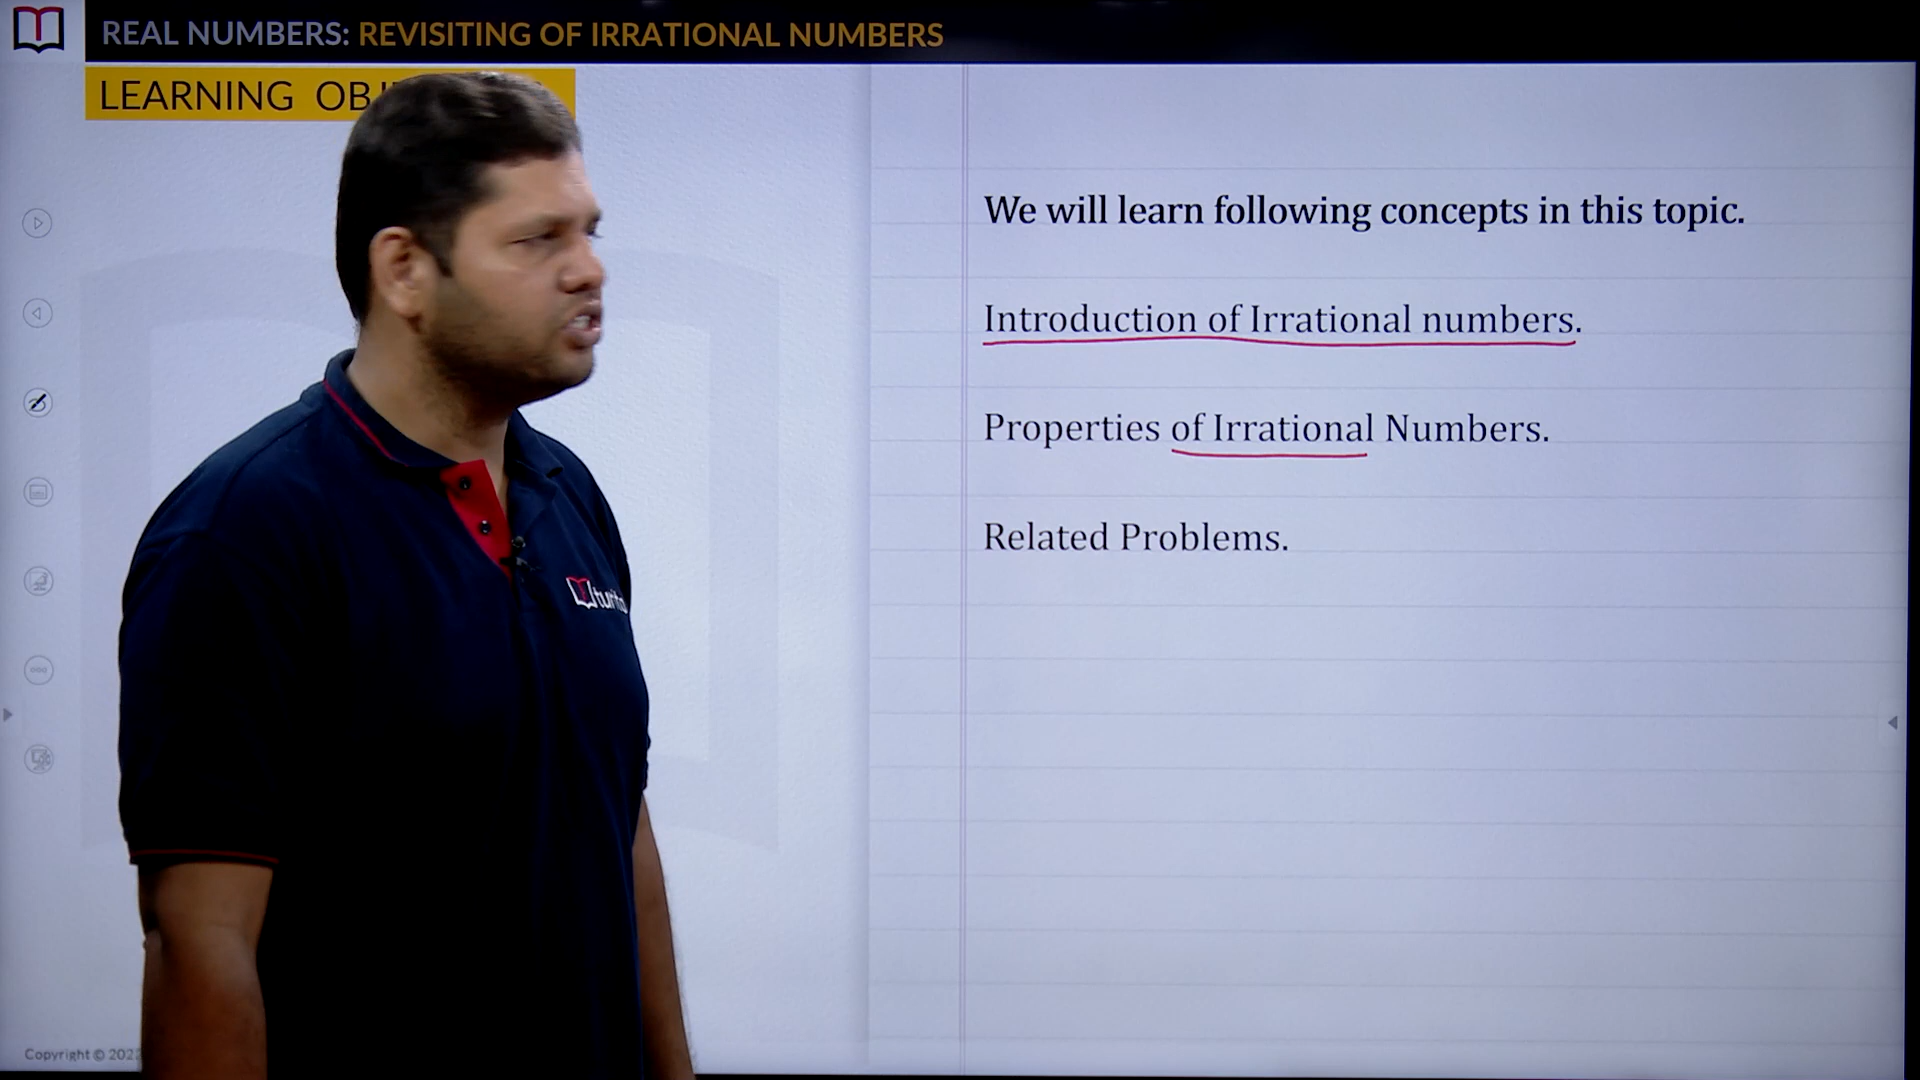 REAL NUMBERS: REVISITING OF IRRATIONAL NUMBERS
LEARNING OB
We will learn following concepts in this topic.
Introduction of Irrational numbers.
Properties of Irrational Numbers.
Related Problems.
turito
Copyright © 202